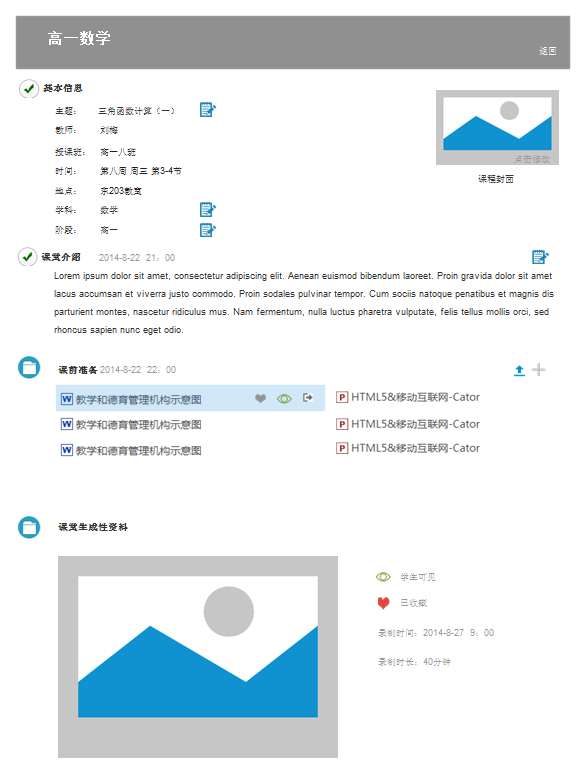 高一数学
返回
基本信息
主题： 三角函数计算（一）
教师： 刘梅
授课班： 高一八班
时间： 第八周 周三 第3-4节
地点： 东203教室
学科： 数学
阶段： 高一
点击修改
课程封面
课堂介绍 2014-8-22 21：00
Lorem ipsum dolor sit amet, consectetur adipiscing elit. Aenean euismod bibendum laoreet. Proin gravida dolor sit amet
lacus accumsan et viverra justo commodo. Proin sodales pulvinar tempor. Cum sociis natoque penatibus et magnis dis
parturient montes, nascetur ridiculus mus. Nam fermentum, nulla luctus pharetra vulputate, felis tellus mollis orci, sed
rhoncus sapien nunc eget odio.
课前准备 2014-8-22 22：00
教学和德育管理机构示意图
HTML5&移动互联网-Cator
教学和德育管理机构示意图
HTML5&移动互联网-Cator
教学和德育管理机构示意图
HTML5&移动互联网-Cator
课堂生成性资料
学生可见
已收藏
录制时间：2014-8-27 9：00
录制时长：40分钟